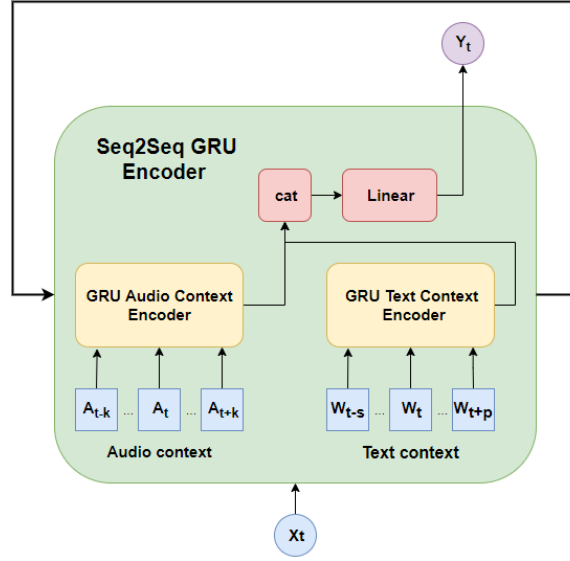 Yt
Seq2Seq GRU
Encoder
cat
Linear
GRU Audio Context
Encoder
GRU Text Context
Encoder
At-k
...
At
...
At+k
Wt-s
...
Wt
...
Wt+p
Audio context
Text context
Xt